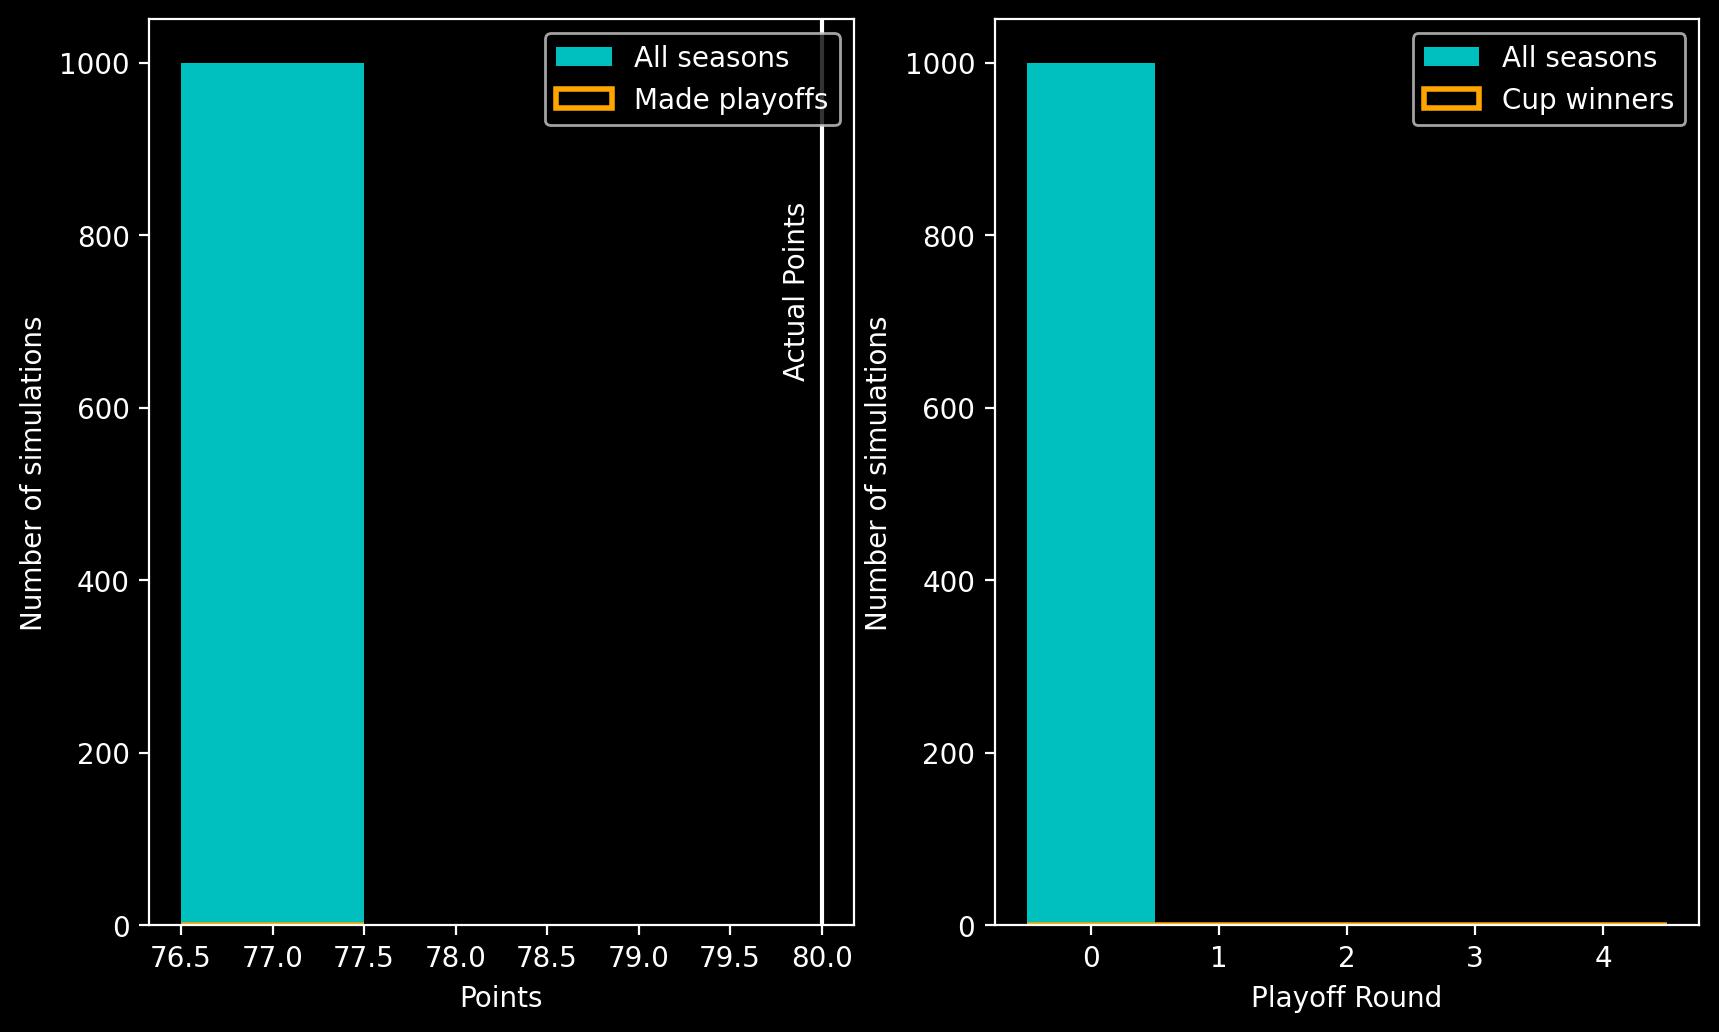 Number of simulations
1000
800
600
400
200
0
All seasons
Made playoffs
Actual Points
76.5 77.0 77.5 78.0 78.5 79.0 79.5 80.0
Points
Number of simulations
1000
800
600
400
200
0
All seasons
Cup winners
0 1 2 3 4
Playoff Round